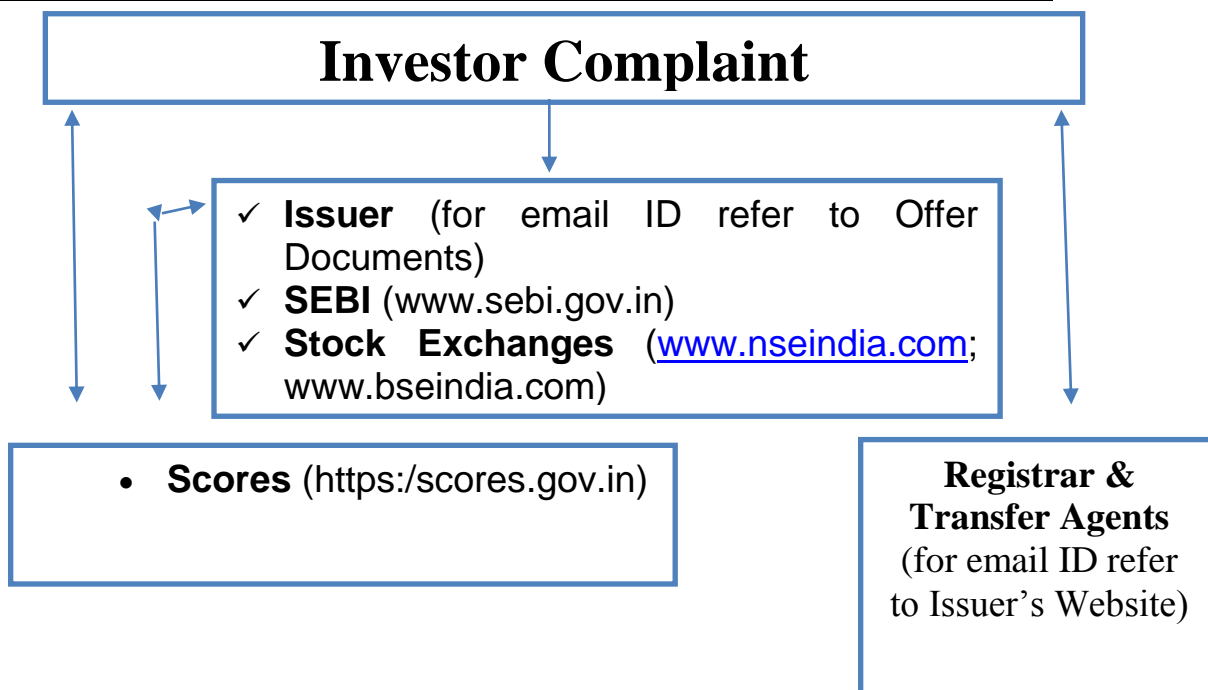 Investor Complaint
✓ Issuer (for email ID refer to Offer
Documents)
✓ SEBI (www.sebi.gov.in)
✓ Stock Exchanges (www.nseindia.com;
www.bseindia.com)
• Scores (https:/scores.gov.in)
Registrar &
Transfer Agents
(for email ID refer
to Issuer’s Website)